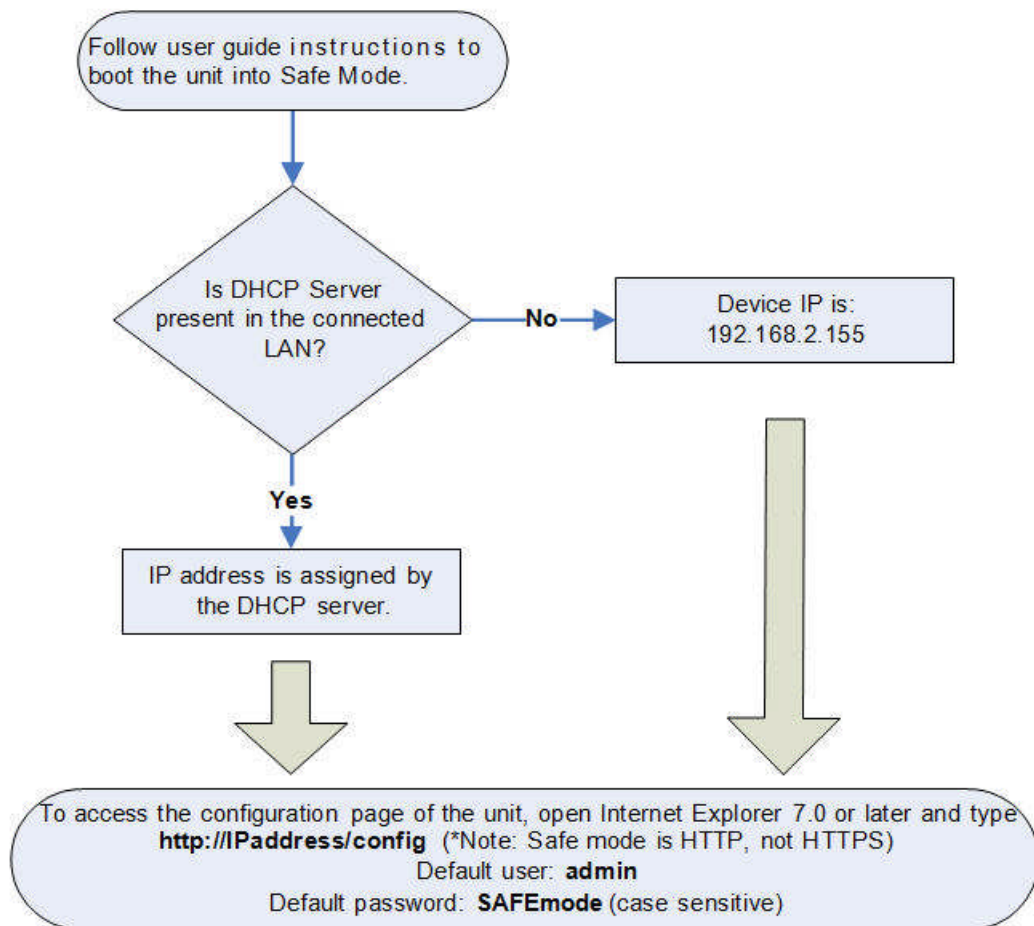 Follow user guide instructions to
boot the unit into Safe Mode.
Is DHCP Server
present in the connected
LAN?
No
Device IP is:
192.168.2.155
Yes
IP address is assigned by
the DHCP server.
To access the configuration page of the unit, open Internet Explorer 7.0 or later and type
http://IPaddress/config (*Note: Safe mode is HTTP, not HTTPS)
Default user: admin
Default password: SAFEmode (case sensitive)